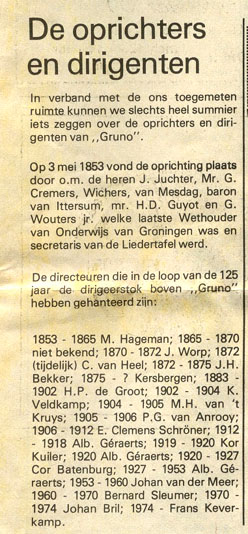 De oprichters
en dirigenten
In verband met de ons toegemeten
ruimte kunnen we slechts heel summier
iets zeggen over de oprichters en diri-
genten van ,,Gruno".
Op 3 mei 1853 vond de oprichting plaats
door o.m. de heren J. Juchter, Mr. G.
Cremers, Wichers, van Mesdag, baron
van Ittersum, mr. H.D. Guyot en G.
Wouters jr. welke laatste Wethouder
van Onderwijs van Groningen was en
secretaris van de Liedertafel werd.
De directeuren die in de loop van de 125
jaar de dirigeerstok boven ,,Gruno"
hebben gehanteerd zijn:
1853 - 1865 M. Hageman; 1865 - 1870
niet bekend; 1870 - 1872 J. Worp; 1872
(tijdelijk) C. van Heel; 1872 - 1875 J.H.
Bekker; 1875 - ? Kersbergen; 1883 -
1902 H.P. de Groot; 1902 - 1904 K.
Veldkamp; 1904 - 1905 M.H. van 't
Kruys; 1905 - 1906 P.G. van Anrooy;
1906 - 1912 E. Clemens Schröner; 1912
- 1918 Alb. Géraerts; 1919 - 1920 Kor
Kuiler; 1920 Alb. Géraerts; 1920 - 1927
Cor Batenburg; 1927 - 1953 Alb. Gé-
raerts; 1953 - 1960 Johan van der Meer;
1960 - 1970 Bernard Sleumer; 1970 -
1974 Johan Bril; 1974 - Frans Kever-
kamp.